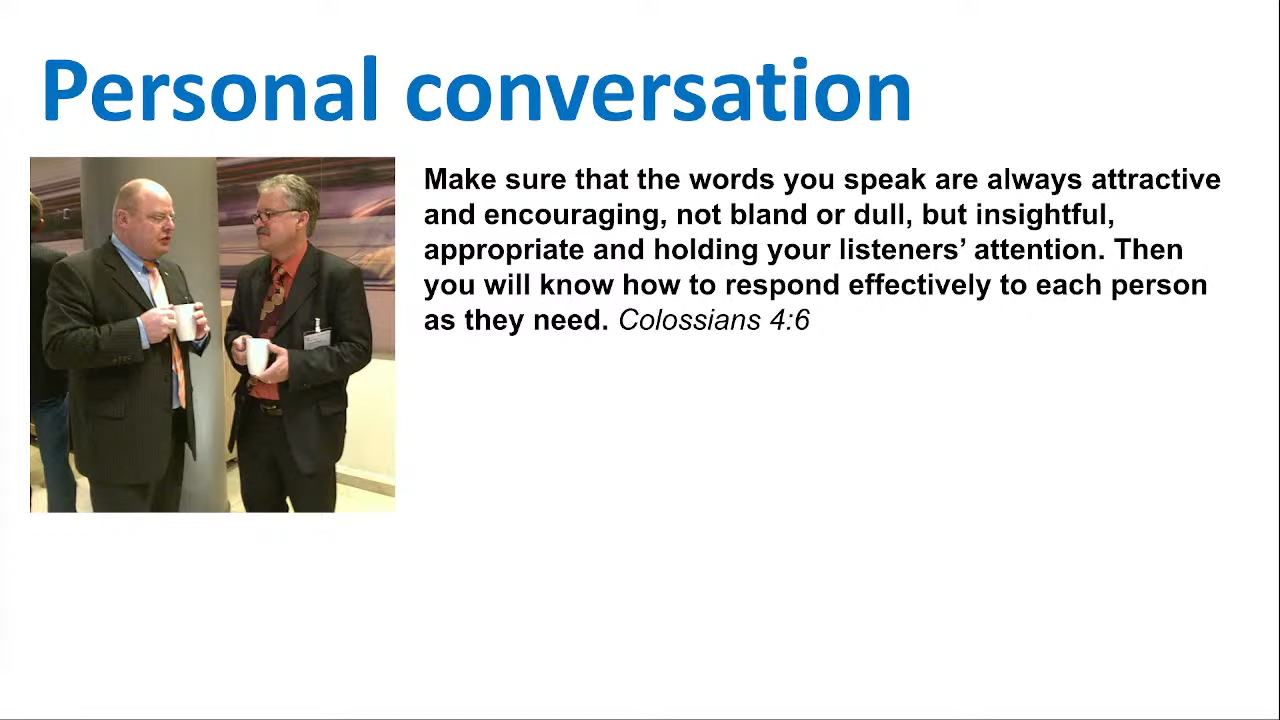 Personal conversation
Make sure that the words you speak are always attractive
and encouraging, not bland or dull, but insightful,
appropriate and holding your listeners’ attention. Then
you will know how to respond effectively to each person
as they need. Colossians 4:6